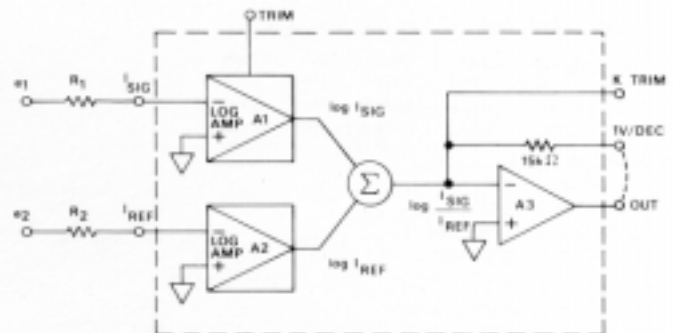 TRIM
e1
R1
ISIG
−
LOG
AMP
A1
+
log ISIG
K TRIM
1V/DEC
15kΩ
Σ
−
A3
+
OUT
log ISIG
IREF
e2
R2
IREF
−
LOG
AMP
A2
+
log IREF